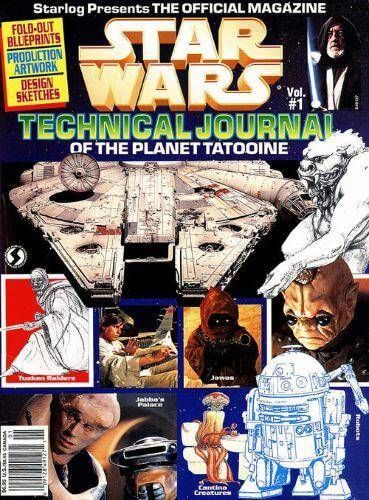 Starlog Presents THE OFFICIAL MAGAZINE
FOLD-OUT
BLUEPRINTS
PRODUCTION
ARTWORK
DESIGN
SKETCHES
STAR
WARS
®
Vol.
#1
TECHNICAL JOURNAL
OF THE PLANET TATOOINE
Tusken Raiders
Jawas
Jabba's
Palace
Cantina
Creatures
Robots